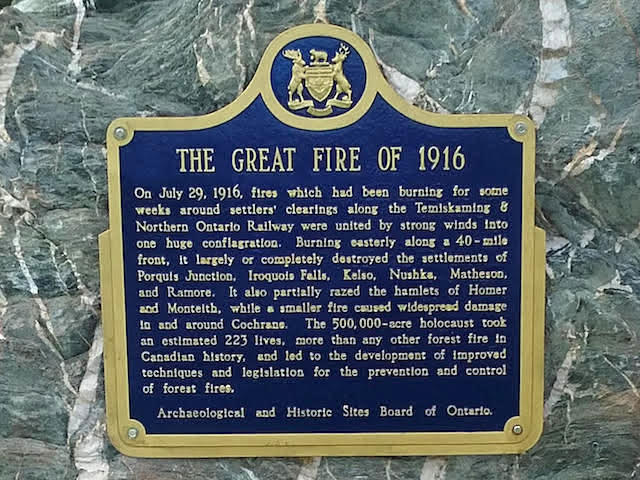 THE GREAT FIRE OF 1916
On July 29, 1916, fires which had been burning for some
weeks around settlers' clearings along the Temiskaming &
Northern Ontario Railway were united by strong winds into
one huge conflagration. Burning easterly along a 40-mile
front, it largely or completely destroyed the settlements of
Porquis Junction, Iroquois Falls, Kelso, Nushka, Matheson,
and Ramore. It also partially razed the hamlets of Homer
and Monteith, while a smaller fire caused widespread damage
in and around Cochrane. The 500,000-acre holocaust took
an estimated 223 lives, more than any other forest fire in
Canadian history, and led to the development of improved
techniques and legislation for the prevention and control
of forest fires.
Archaeological and Historic Sites Board of Ontario.